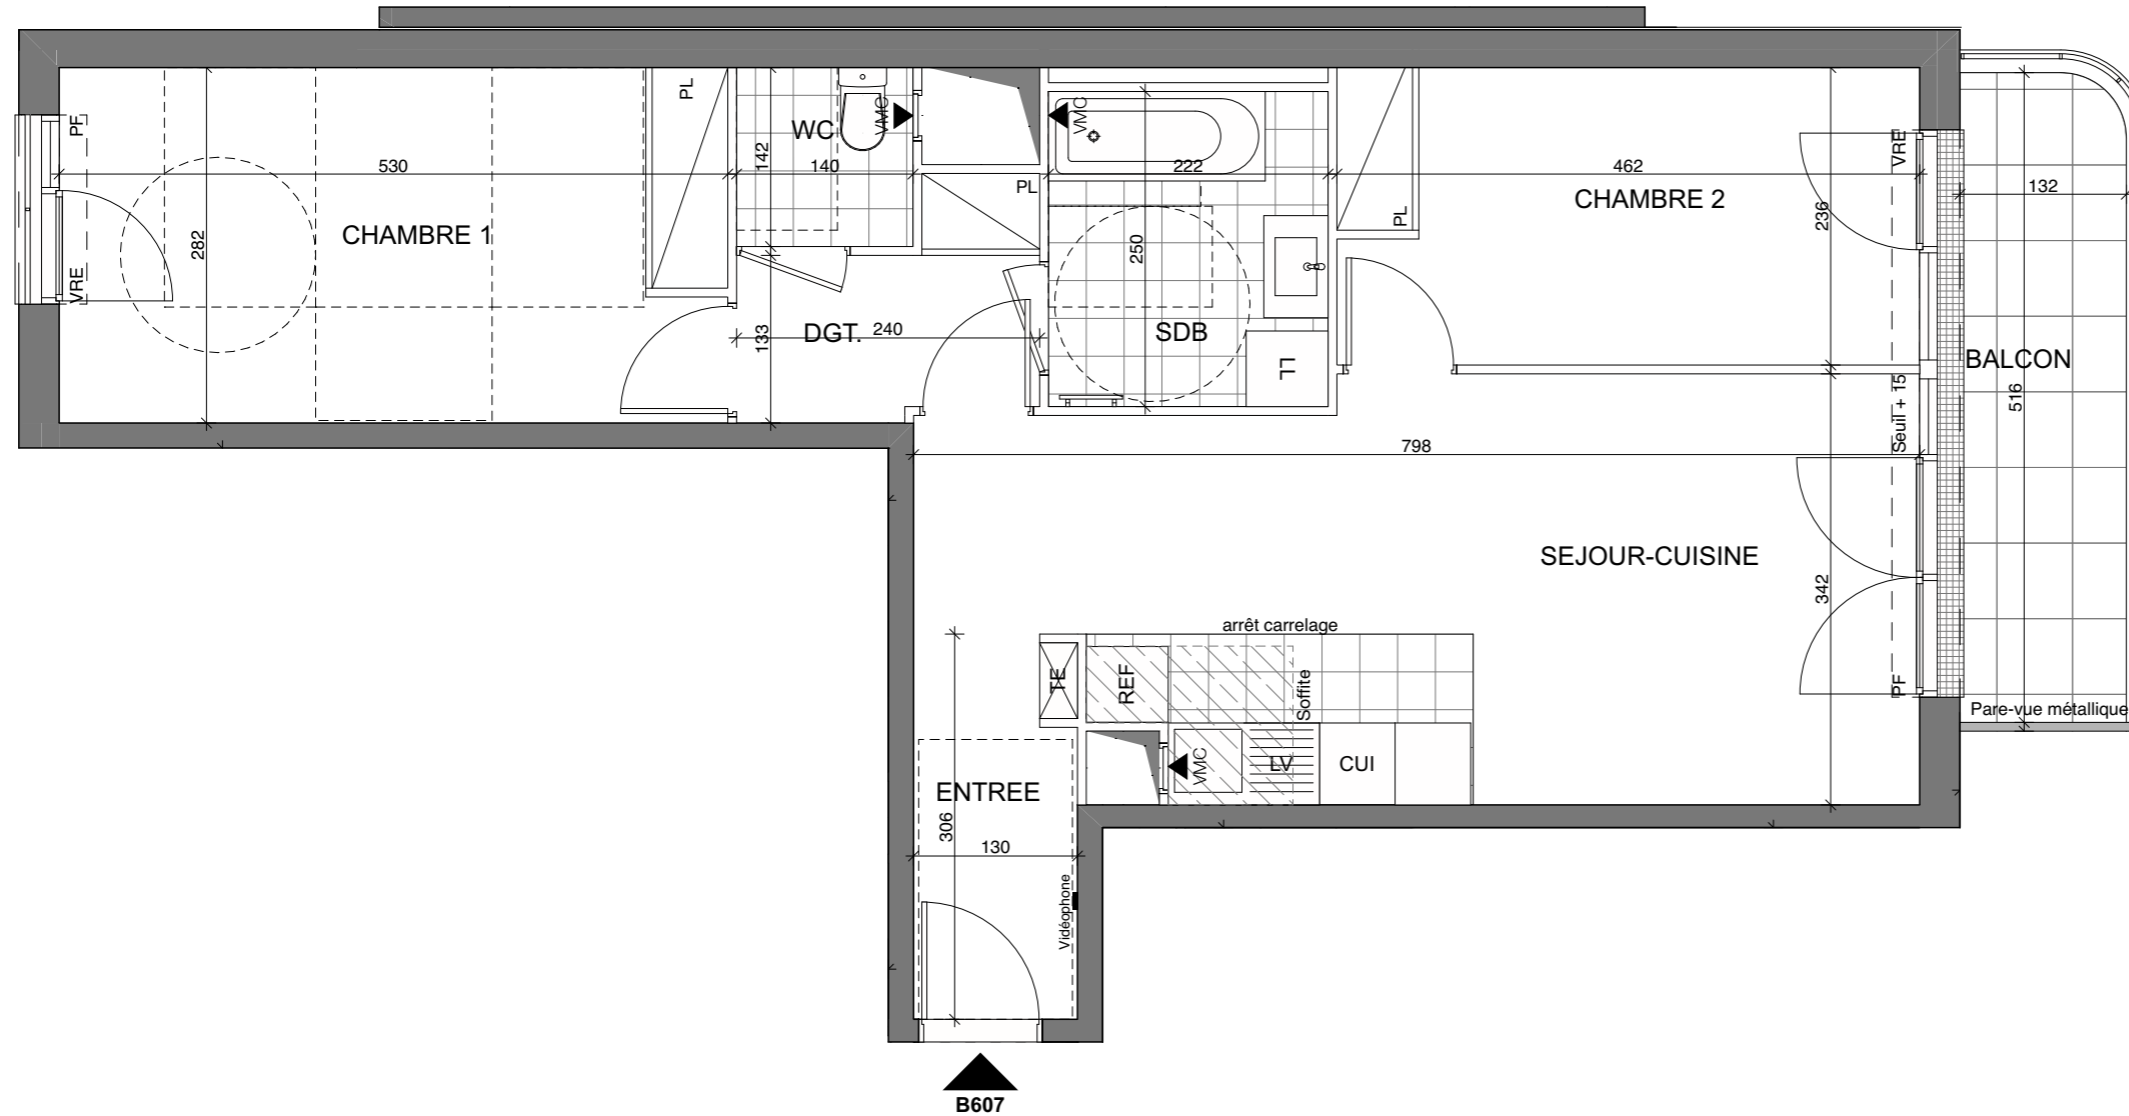 PL
PF
WC
VMC
VMC
142
530
140
222
462
VRE
132
PL
CHAMBRE 1
282
250
PL
CHAMBRE 2
236
VRE
DGT.
240
133
SDB
LL
BALCON
516
Seuil + 15
798
SEJOUR-CUISINE
342
arrêt carrelage
TE
REF
Soffite
PF
Pare-vue métallique
VMC
LV
CUI
ENTREE
306
130
Vidéophone
B607